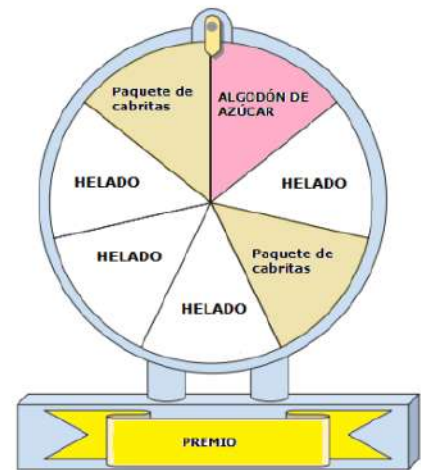 Paquete de
cabritas
ALGODÓN DE
AZÚCAR
HELADO
HELADO
HELADO
Paquete de
cabritas
HELADO
PREMIO